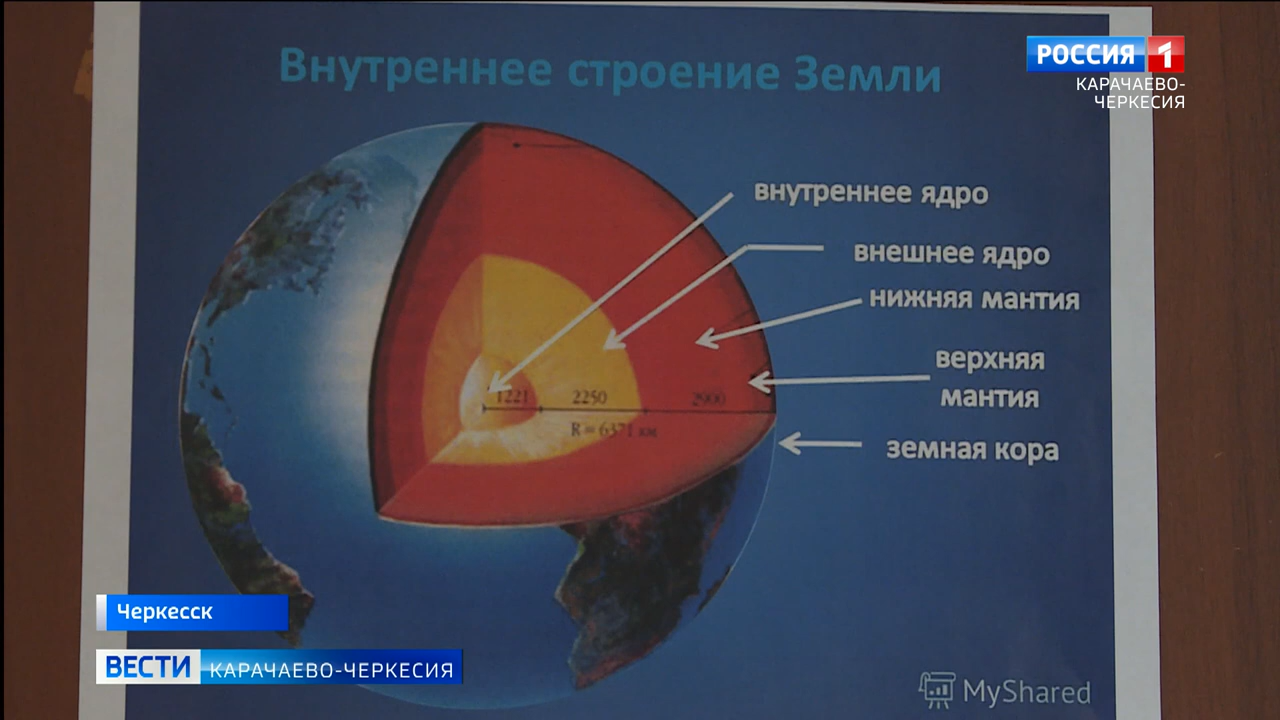 Внутреннее строение Земли
РОССИЯ 1
КАРАЧАЕВО-
ЧЕРКЕСИЯ
внутреннее ядро
внешнее ядро
нижняя мантия
верхняя
мантия
земная кора
1221 2250 2900
R = 6371 км
Черкесск
ВЕСТИ КАРАЧАЕВО-ЧЕРКЕСИЯ
MyShared